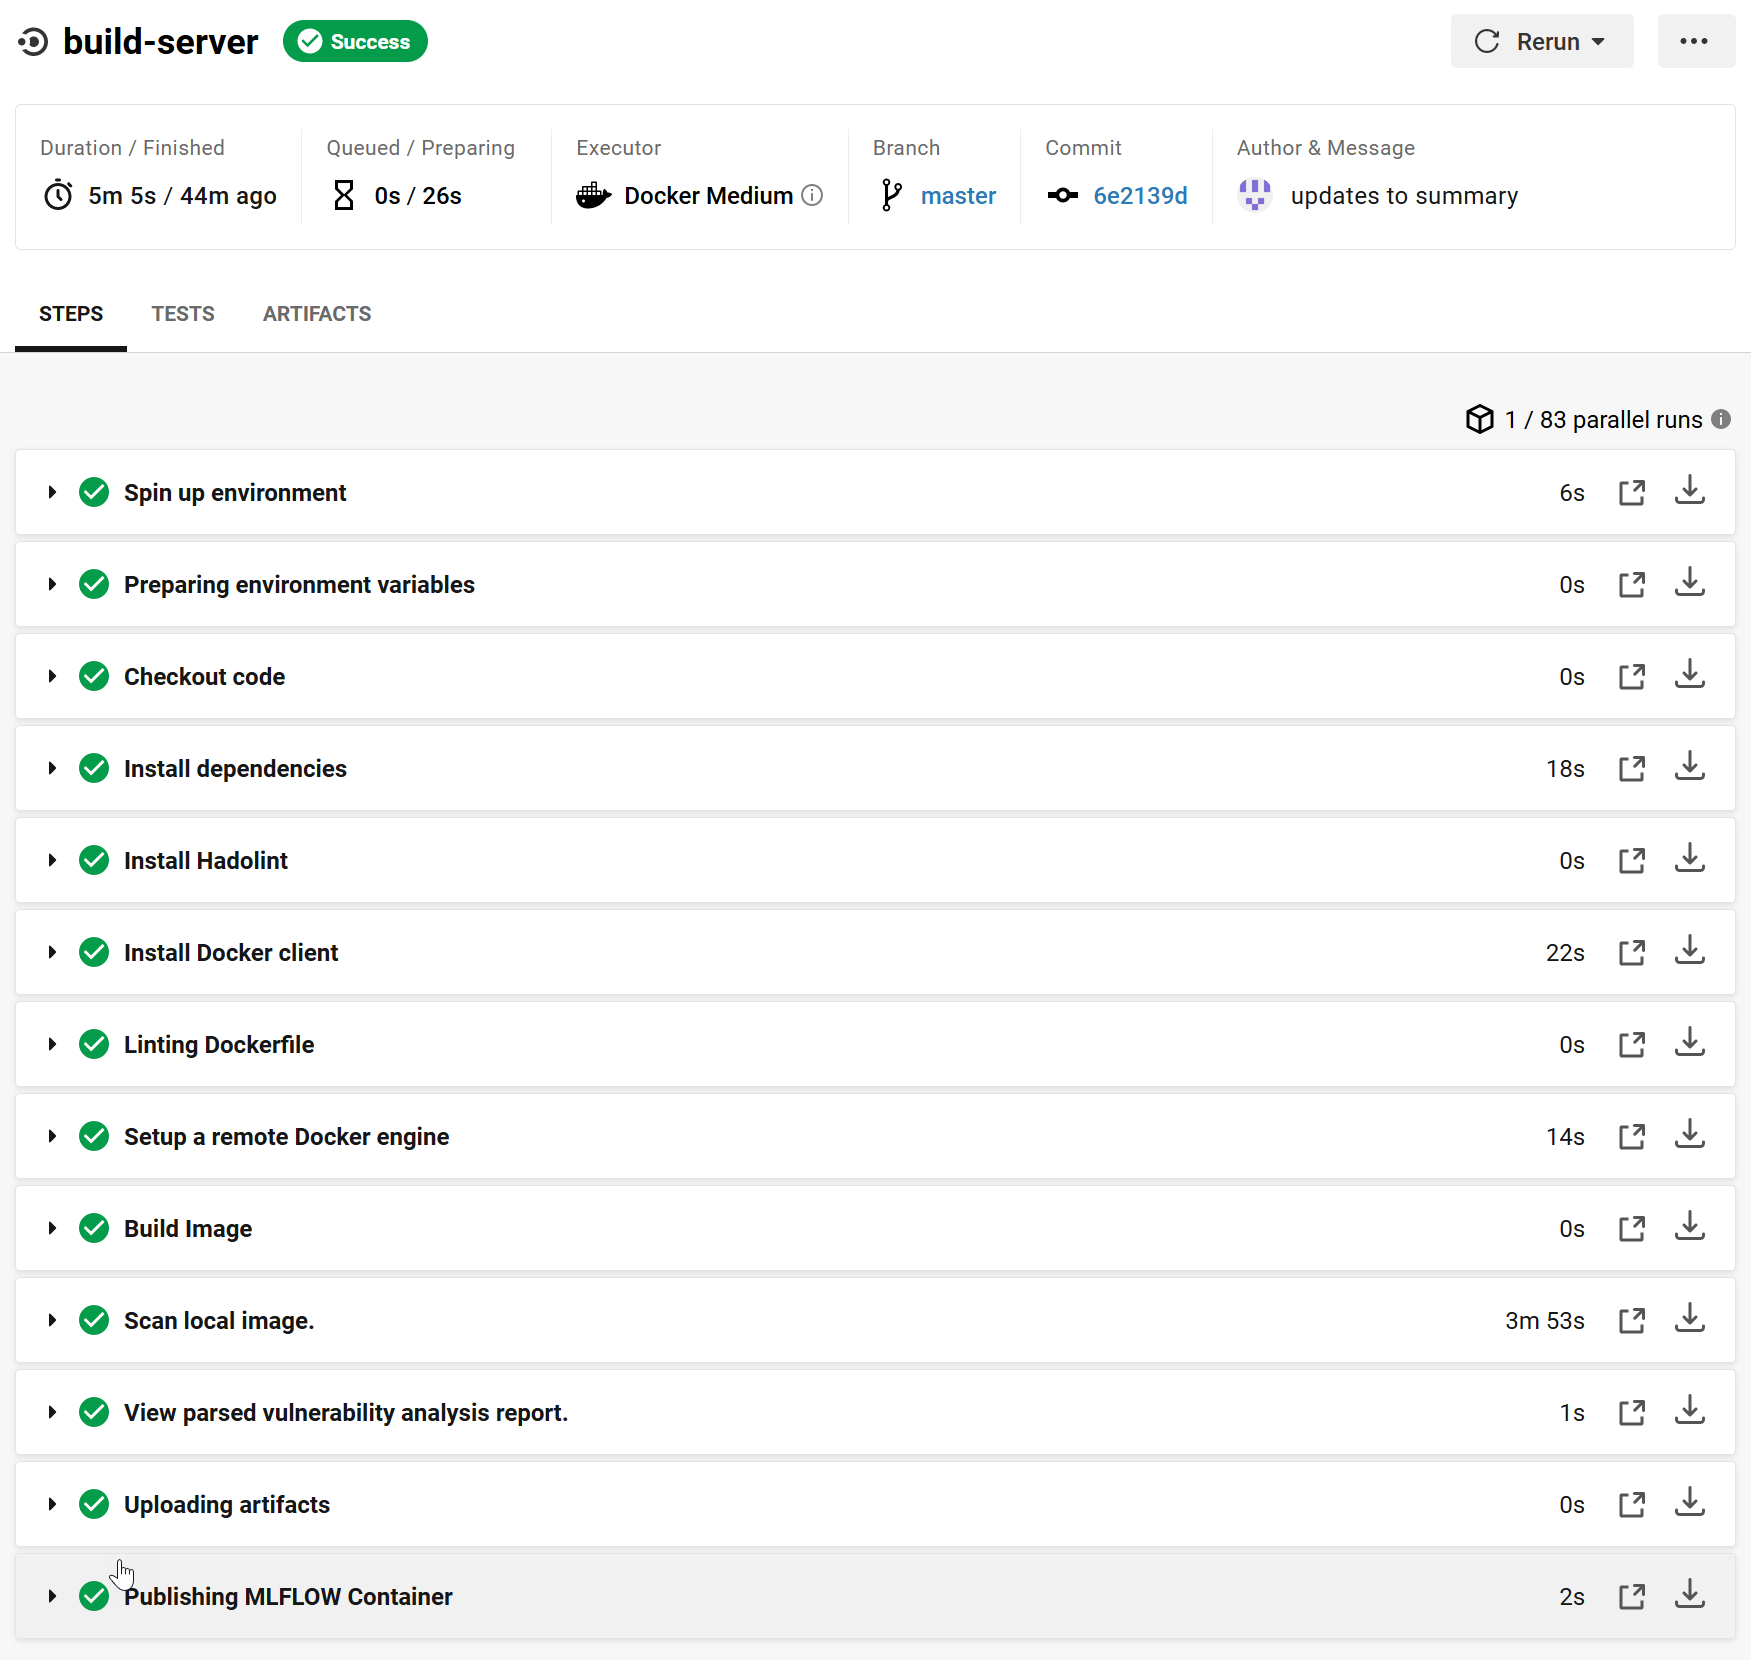 build-server Success Rerun
Duration / Finished Queued / Preparing Executor Branch Commit Author & Message
5m 5s / 44m ago 0s / 26s Docker Medium master 6e2139d updates to summary
STEPS TESTS ARTIFACTS
1 / 83 parallel runs
Spin up environment 6s
Preparing environment variables 0s
Checkout code 0s
Install dependencies 18s
Install Hadolint 0s
Install Docker client 22s
Linting Dockerfile 0s
Setup a remote Docker engine 14s
Build Image 0s
Scan local image. 3m 53s
View parsed vulnerability analysis report. 1s
Uploading artifacts 0s
Publishing MLFLOW Container 2s